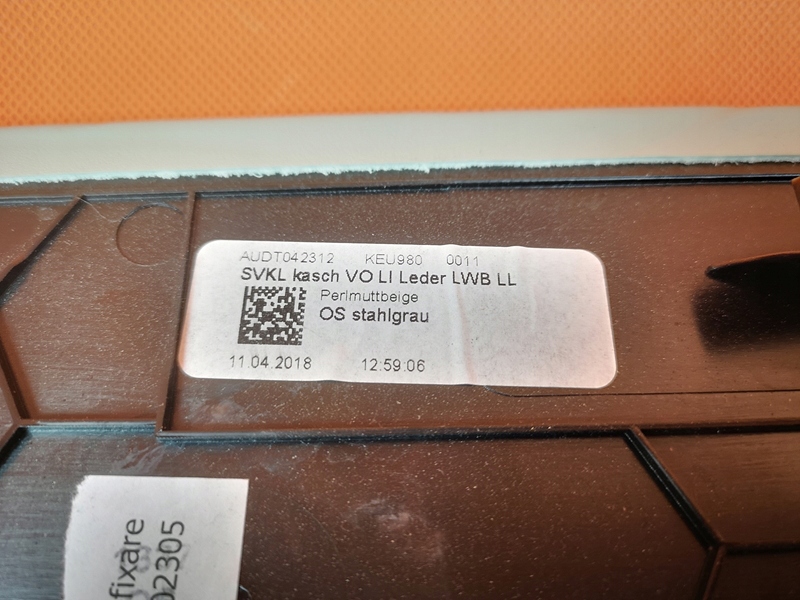 AUDT042312 KEU980 0011
SVKL kasch VO LI Leder LWB LL
Perlmuttbeige
OS stahlgrau
11.04.2018 12:59:06
fixare
02305